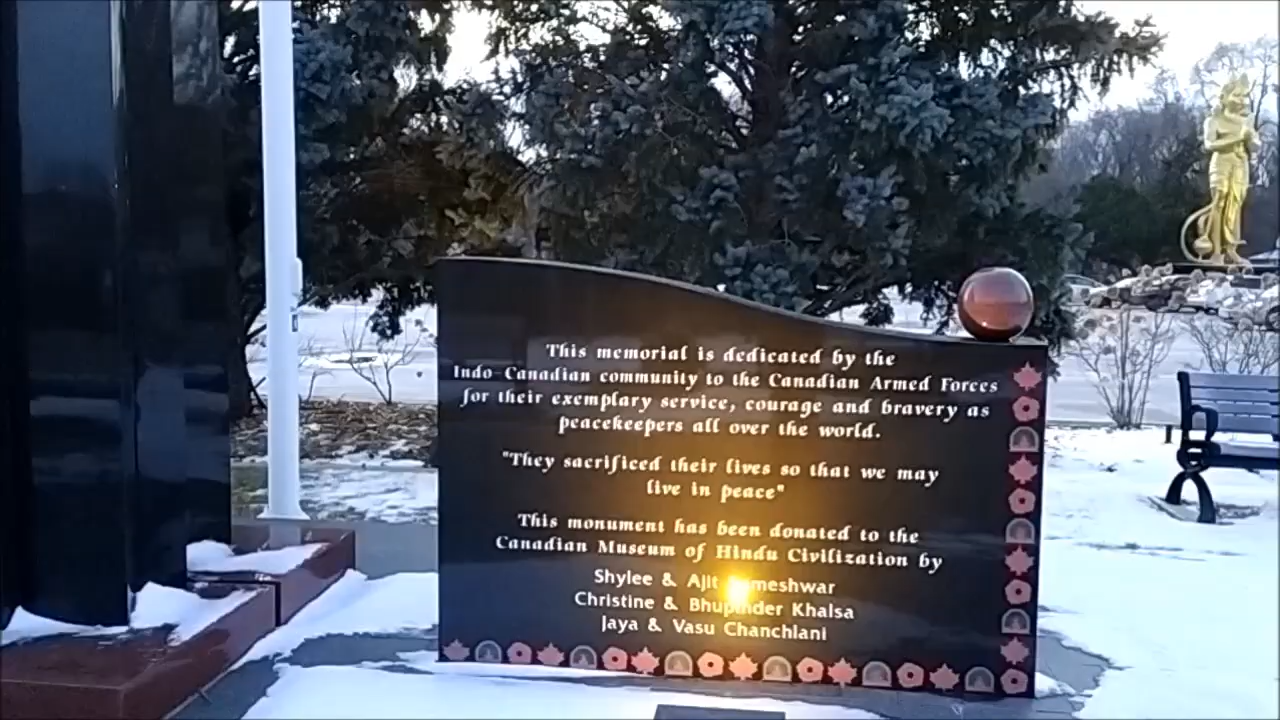 This memorial is dedicated by the
Indo-Canadian community to the Canadian Armed Forces
for their exemplary service, courage and bravery as
peacekeepers all over the world.
"They sacrificed their lives so that we may
live in peace"
This monument has been donated to the
Canadian Museum of Hindu Civilization by
Shylee & Ajit
Christine & Bhupinder Khalsa
Jaya & Vasu Chanchlani